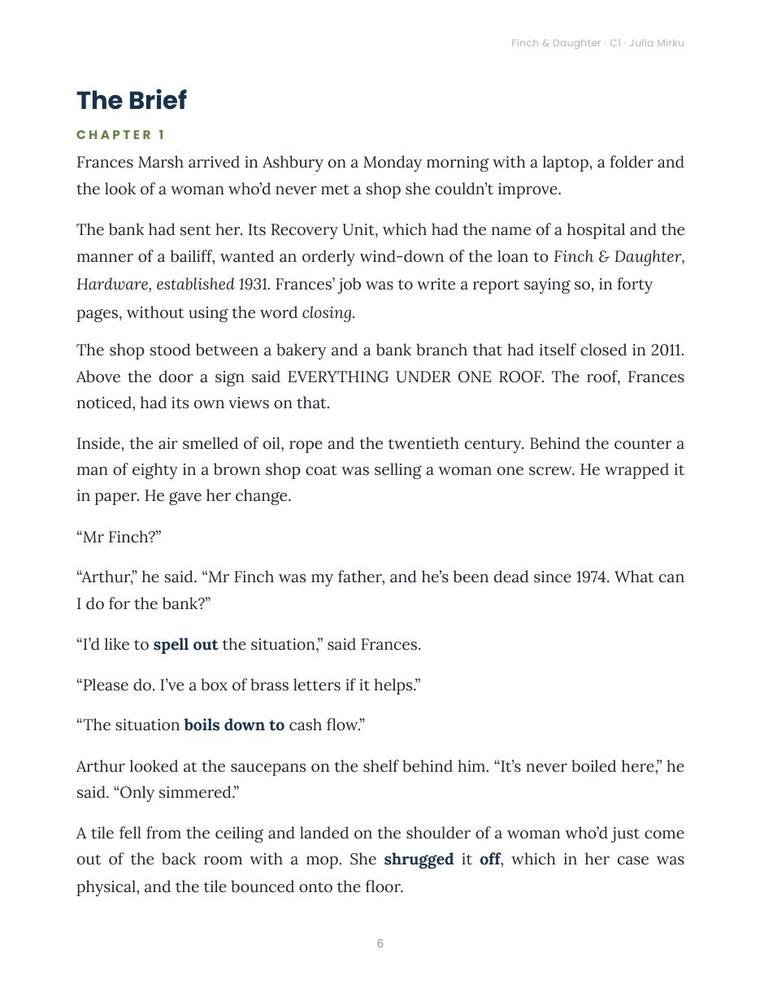 Finch & Daughter · C1 · Julia Mirku
The Brief
CHAPTER 1
Frances Marsh arrived in Ashbury on a Monday morning with a laptop, a folder and
the look of a woman who’d never met a shop she couldn’t improve.
The bank had sent her. Its Recovery Unit, which had the name of a hospital and the
manner of a bailiff, wanted an orderly wind-down of the loan to Finch & Daughter,
Hardware, established 1931. Frances’ job was to write a report saying so, in forty
pages, without using the word closing.
The shop stood between a bakery and a bank branch that had itself closed in 2011.
Above the door a sign said EVERYTHING UNDER ONE ROOF. The roof, Frances
noticed, had its own views on that.
Inside, the air smelled of oil, rope and the twentieth century. Behind the counter a
man of eighty in a brown shop coat was selling a woman one screw. He wrapped it
in paper. He gave her change.
“Mr Finch?”
“Arthur,” he said. “Mr Finch was my father, and he’s been dead since 1974. What can
I do for the bank?”
“I’d like to spell out the situation,” said Frances.
“Please do. I’ve a box of brass letters if it helps.”
“The situation boils down to cash flow.”
Arthur looked at the saucepans on the shelf behind him. “It’s never boiled here,” he
said. “Only simmered.”
A tile fell from the ceiling and landed on the shoulder of a woman who’d just come
out of the back room with a mop. She shrugged it off, which in her case was
physical, and the tile bounced onto the floor.
6